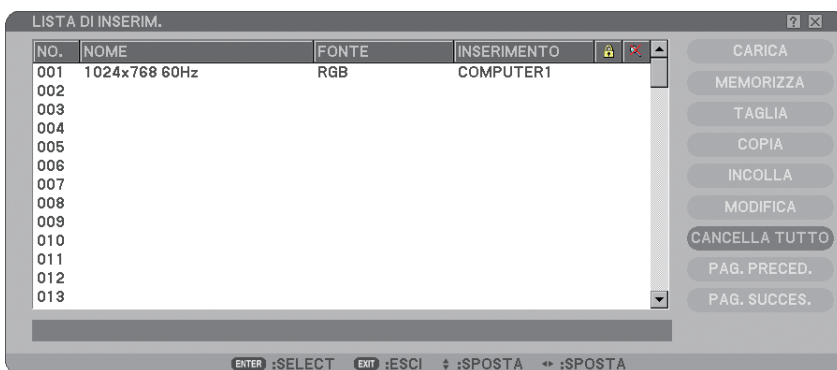 LISTA DI INSERIM.
NO. NOME FONTE INSERIMENTO
001 1024x768 60Hz RGB COMPUTER1
002
003
004
005
006
007
008
009
010
011
012
013
CARICA
MEMORIZZA
TAGLIA
COPIA
INCOLLA
MODIFICA
CANCELLA TUTTO
PAG. PRECED.
PAG. SUCCES.
ENTER :SELECT EXIT :ESCI :SPOSTA :SPOSTA